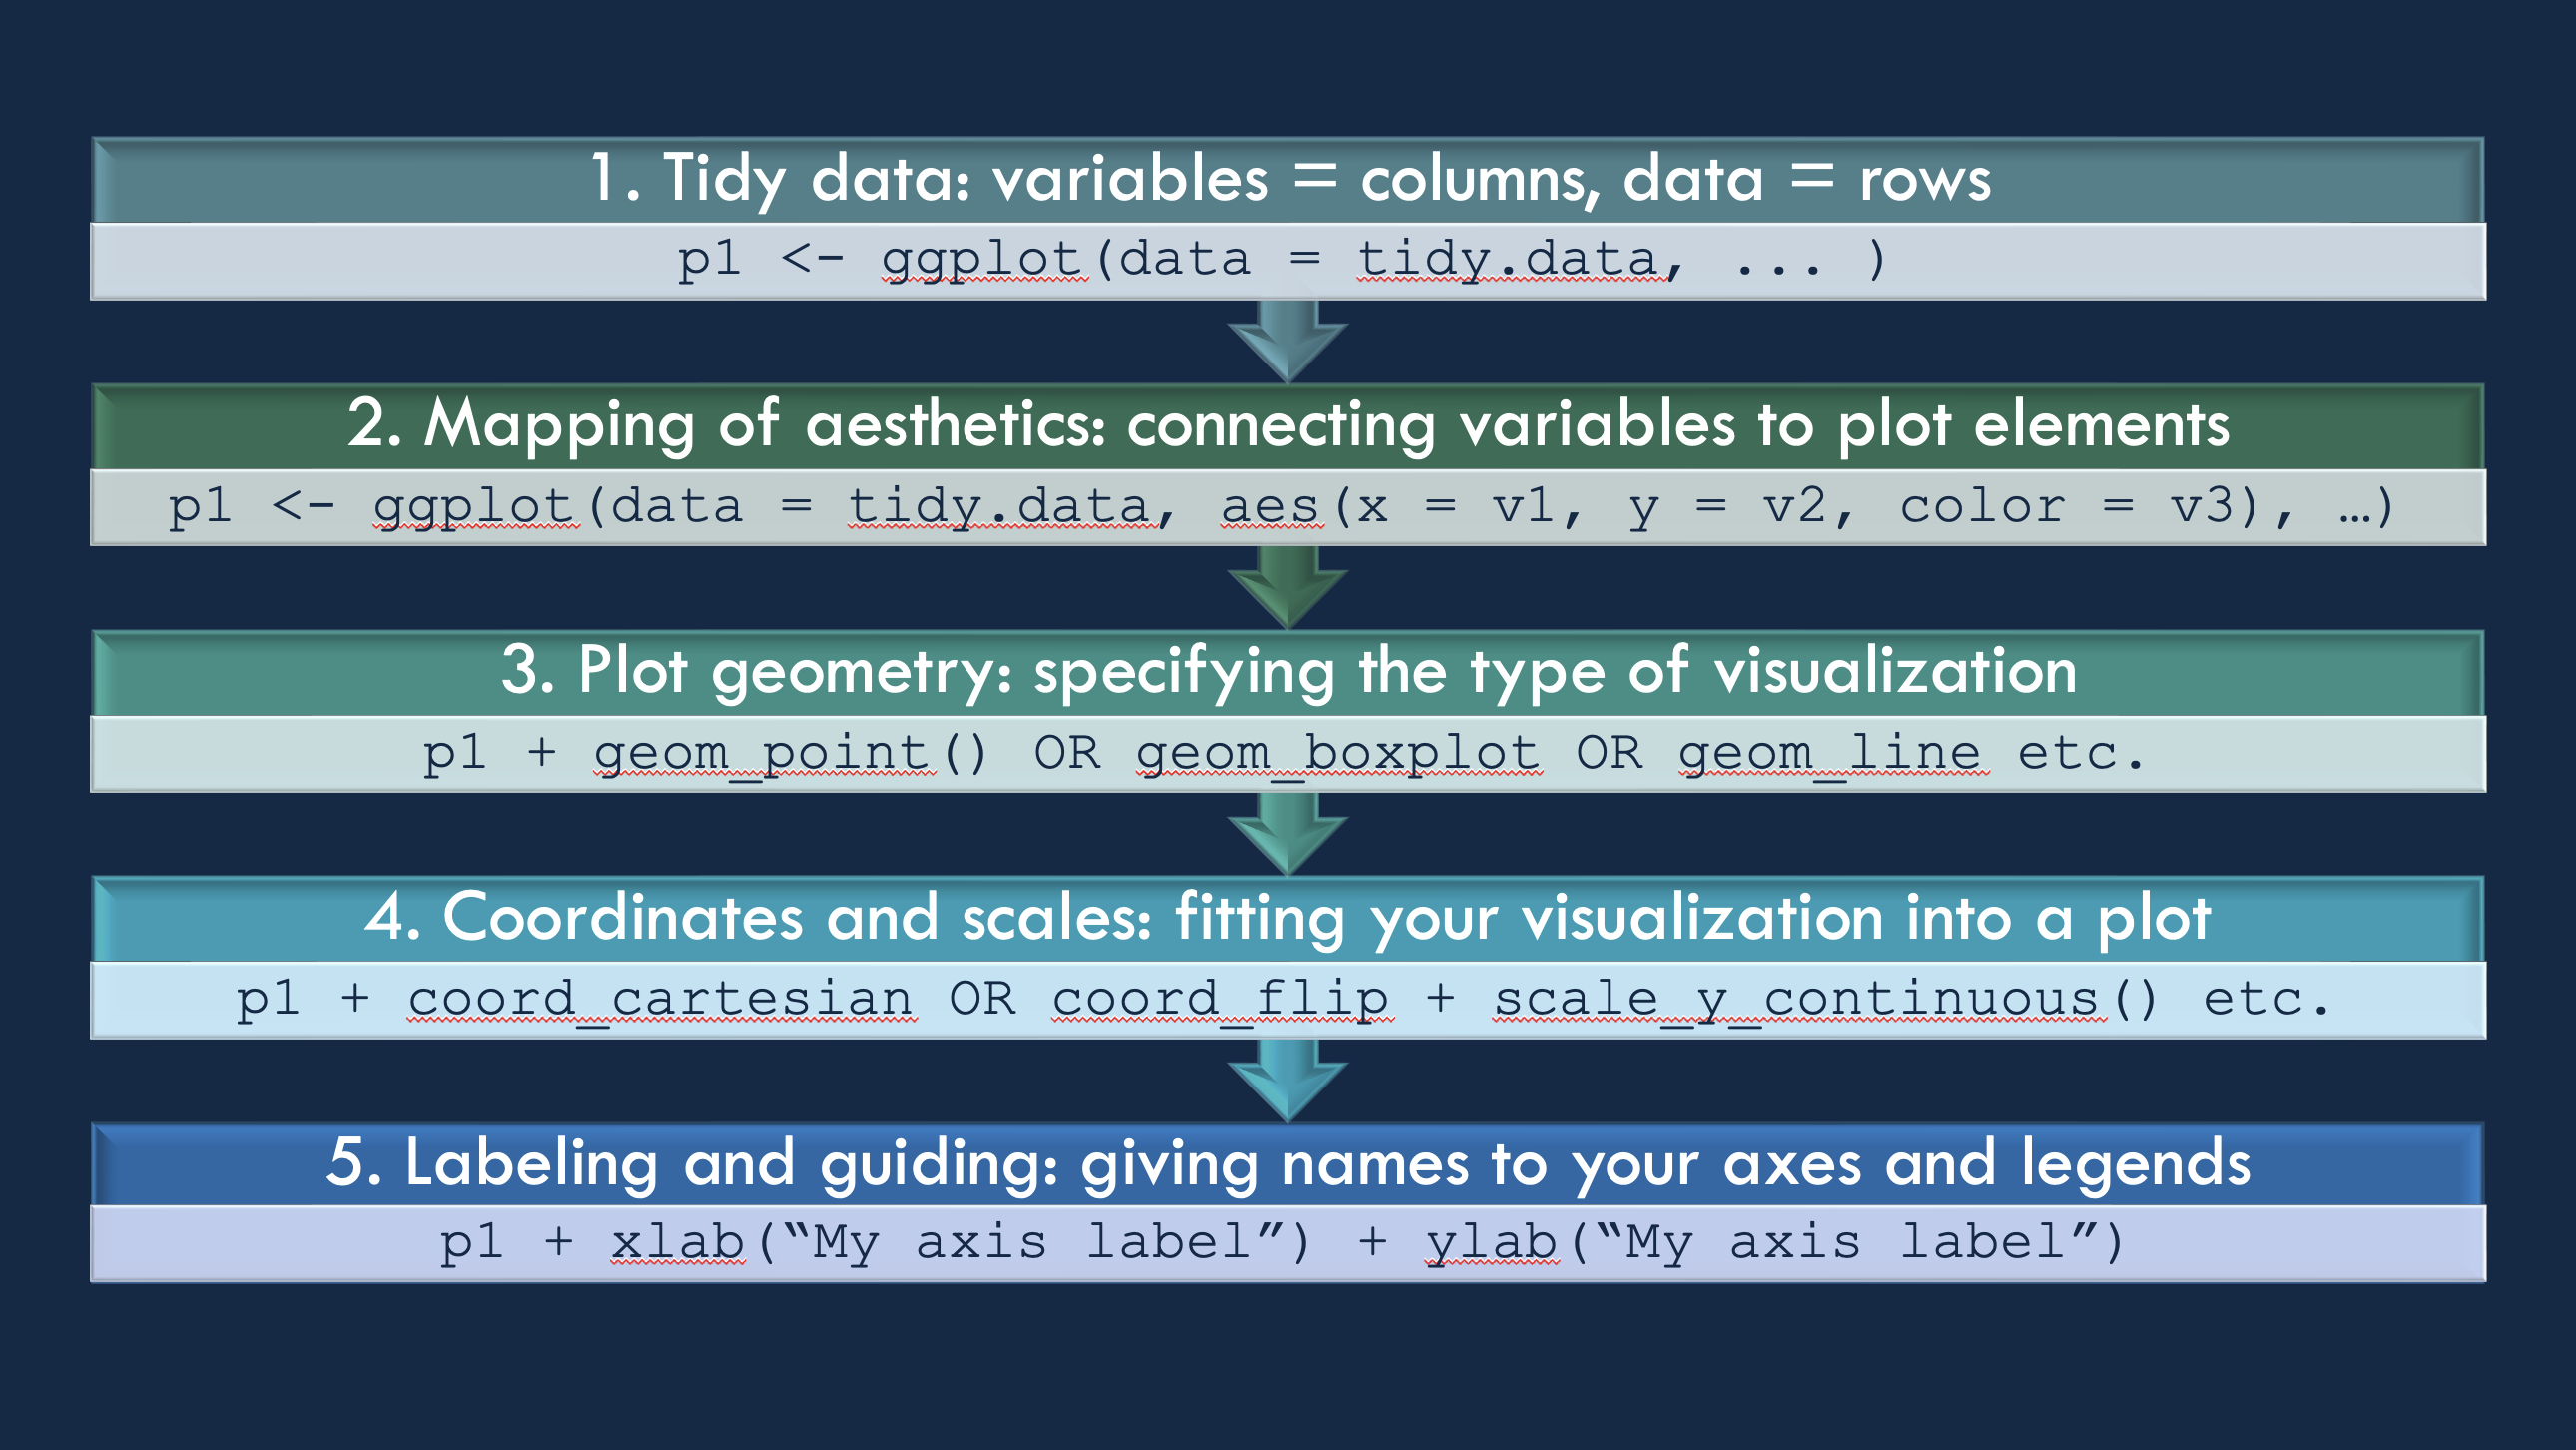 1. Tidy data: variables = columns, data = rows
p1 <- ggplot(data = tidy.data, ... )
2. Mapping of aesthetics: connecting variables to plot elements
p1 <- ggplot(data = tidy.data, aes(x = v1, y = v2, color = v3), …)
3. Plot geometry: specifying the type of visualization
p1 + geom_point() OR geom_boxplot OR geom_line etc.
4. Coordinates and scales: fitting your visualization into a plot
p1 + coord_cartesian OR coord_flip + scale_y_continuous() etc.
5. Labeling and guiding: giving names to your axes and legends
p1 + xlab(“My axis label”) + ylab(“My axis label”)